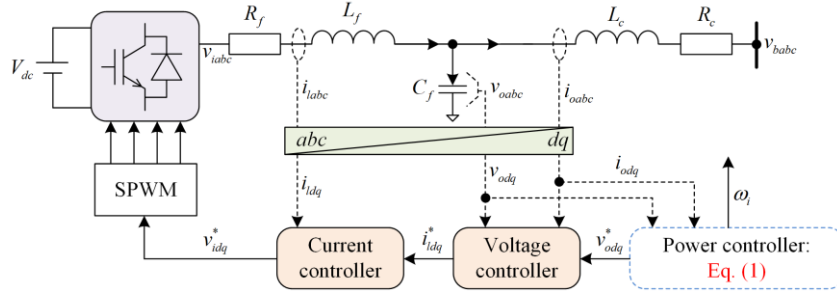 R_f
L_f
L_c
R_c
V_dc
v_iabc
v_babc
i_labc
C_f
v_oabc
i_oabc
abc
dq
SPWM
i_ldq
v_odq
i_odq
ω_i
v*_idq
Current
controller
i*_ldq
Voltage
controller
v*_odq
Power controller:
Eq. (1)